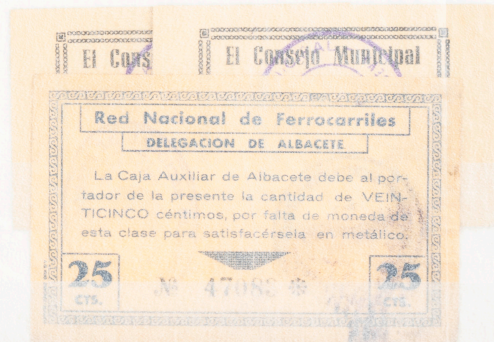 El Cons
El Consejo Municipal
Red Nacional de Ferrocarriles
DELEGACION DE ALBACETE
La Caja Auxiliar de Albacete debe al por-
tador de la presente la cantidad de VEIN-
TICINCO céntimos, por falta de moneda de
esta clase para satisfacérsela en metálico.
25 25
CTS. Nº CTS.